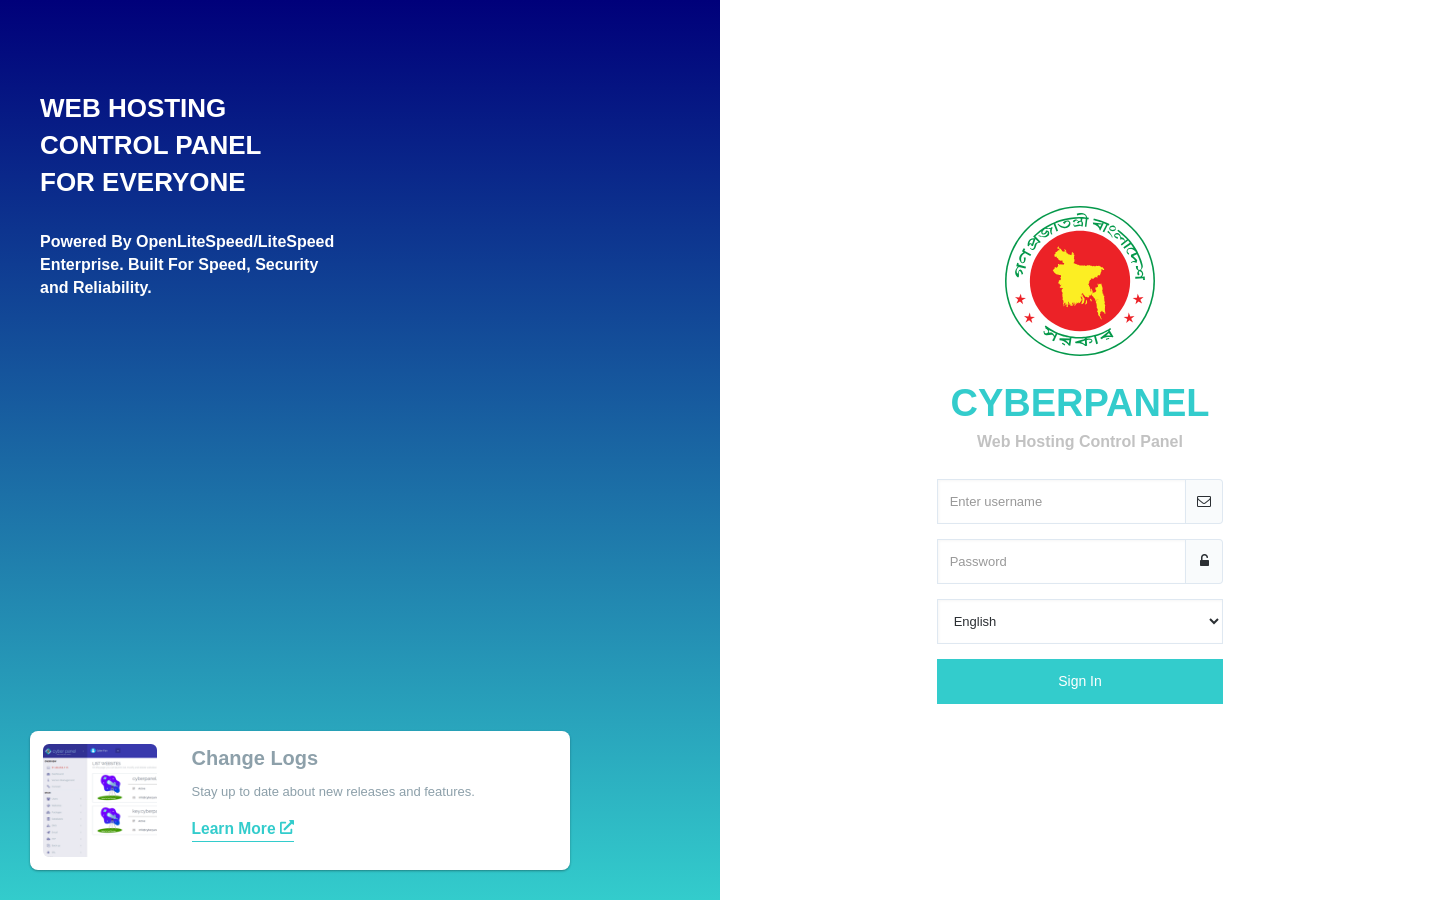 WEB HOSTING
CONTROL PANEL
FOR EVERYONE
Powered By OpenLiteSpeed/LiteSpeed
Enterprise. Built For Speed, Security
and Reliability.
Change Logs
Stay up to date about new releases and features.
Learn More
গণপ্রজাতন্ত্রী বাংলাদেশ
সরকার
CYBERPANEL
Web Hosting Control Panel
Enter username
Password
English
Sign In